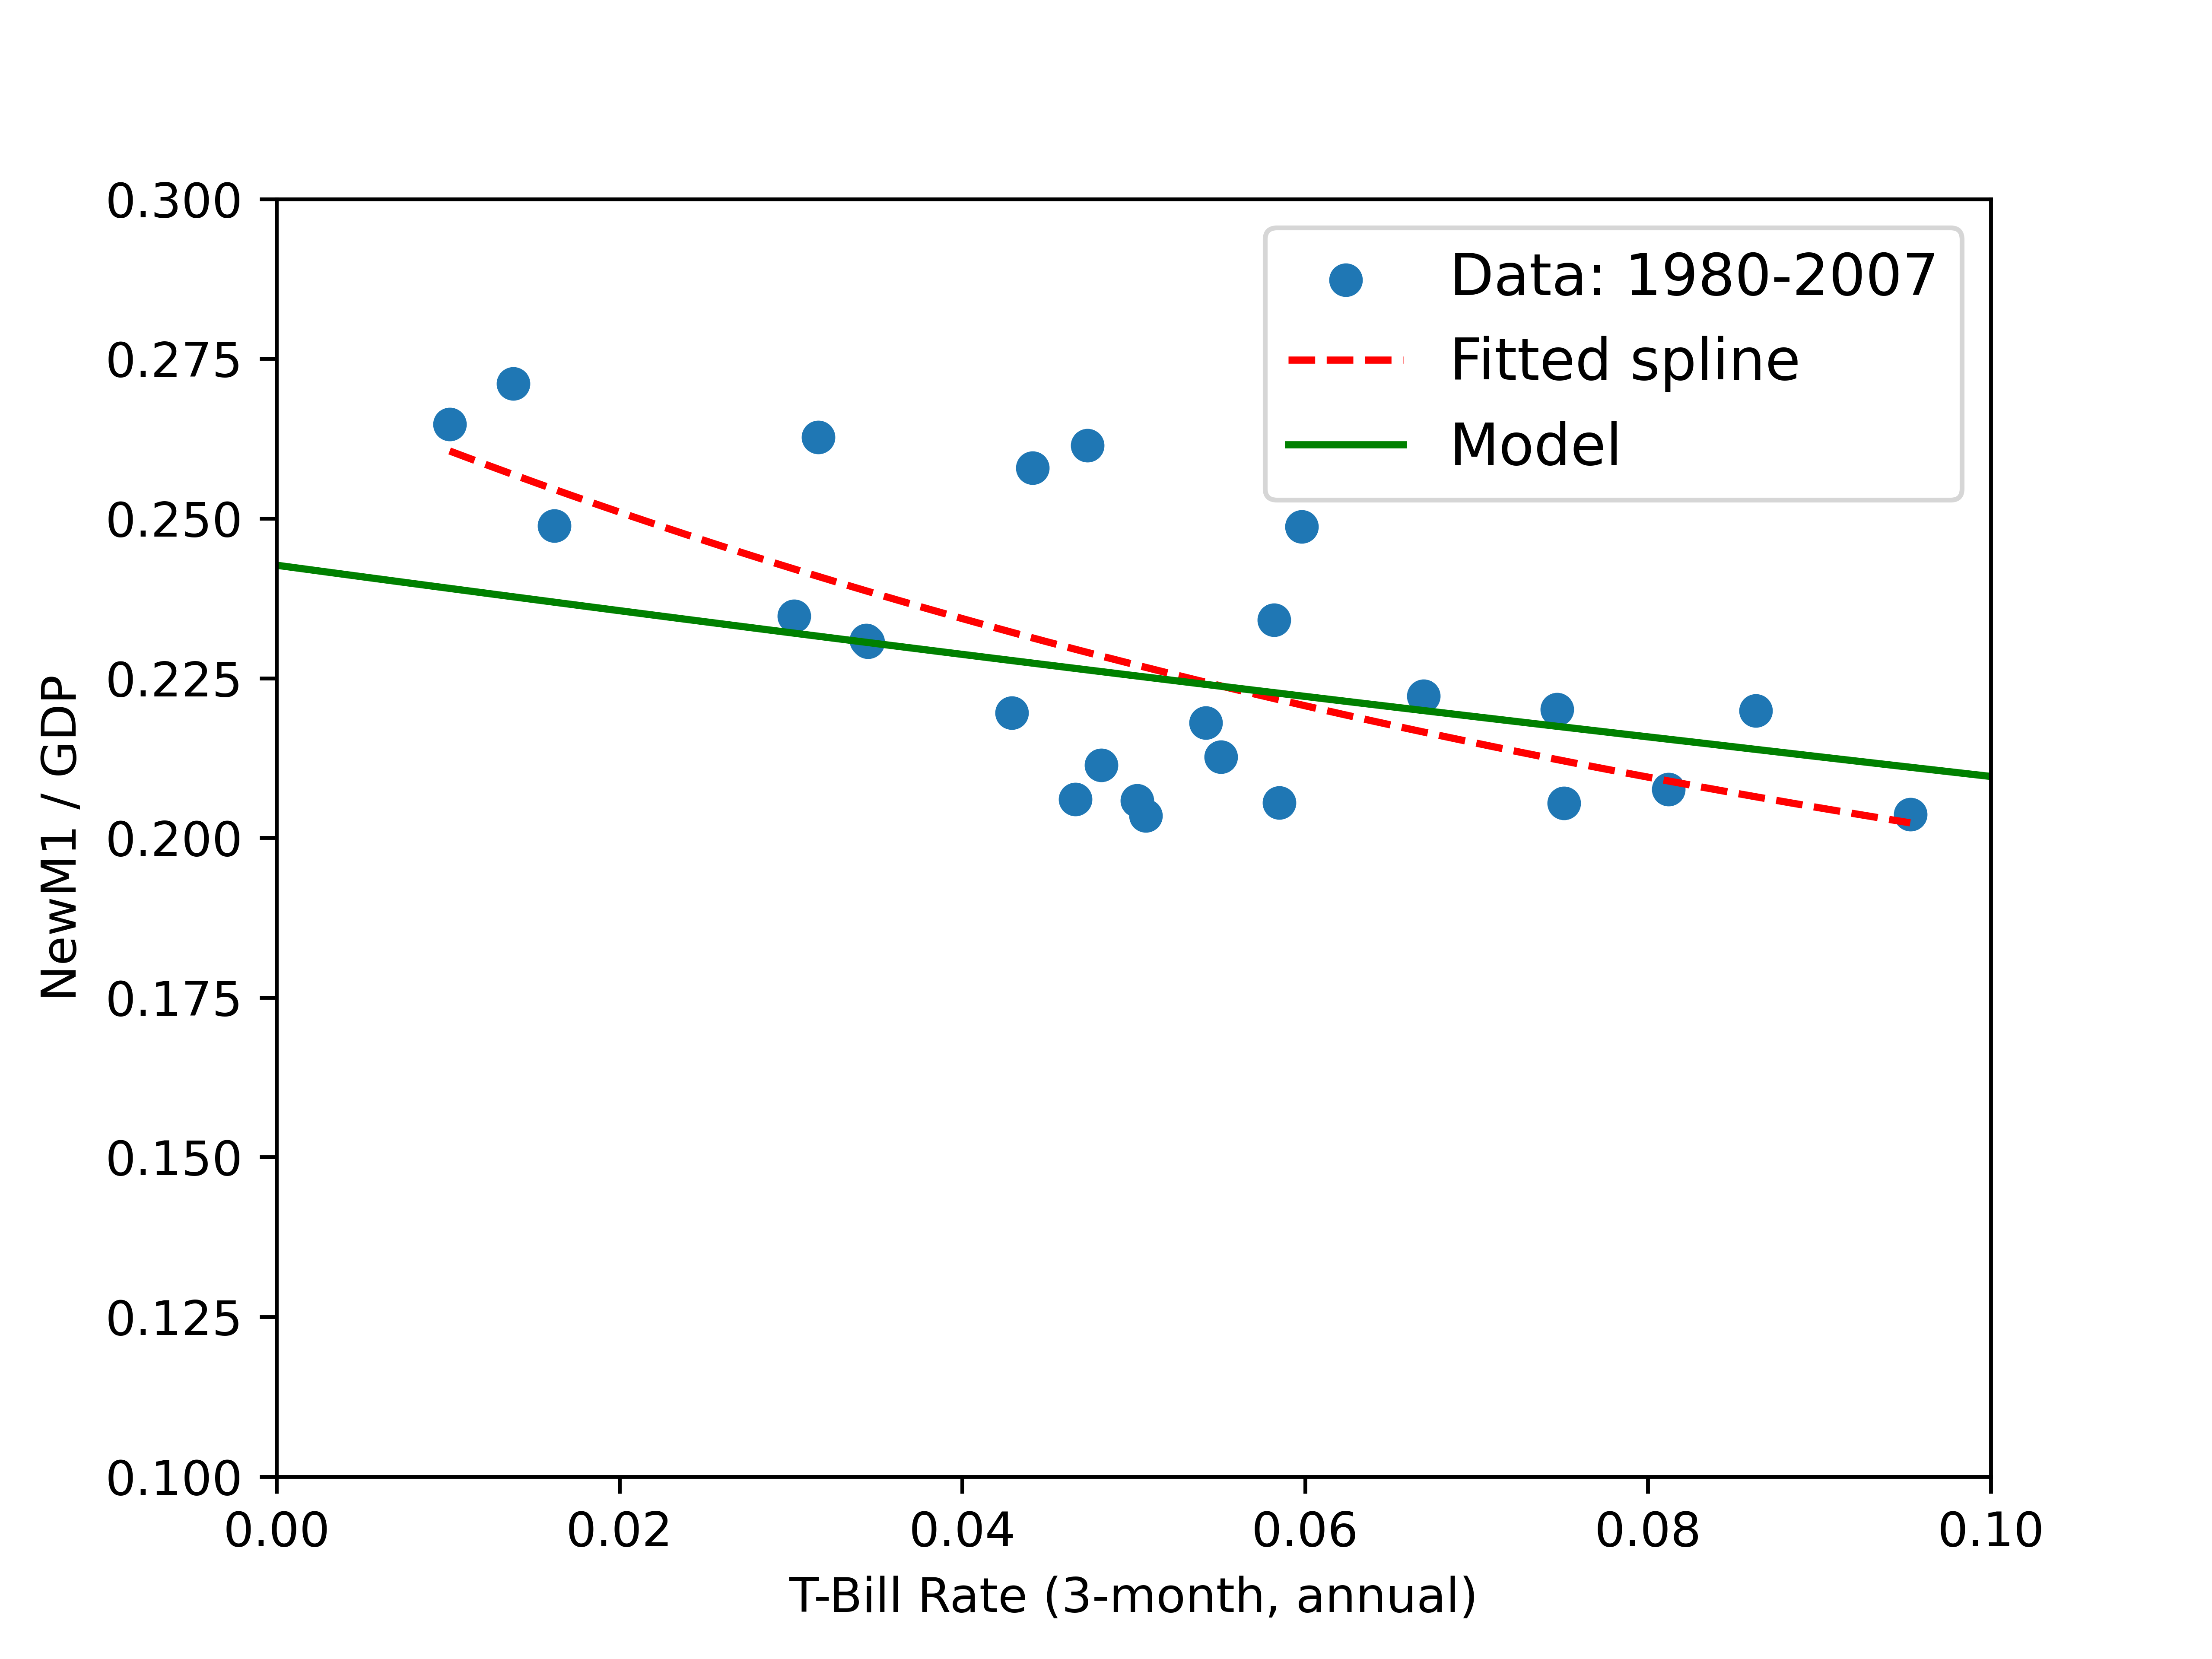 0.300
0.275
0.250
0.225
0.200
0.175
0.150
0.125
0.100
NewM1 / GDP
Data: 1980-2007
Fitted spline
Model
0.00 0.02 0.04 0.06 0.08 0.10
T-Bill Rate (3-month, annual)